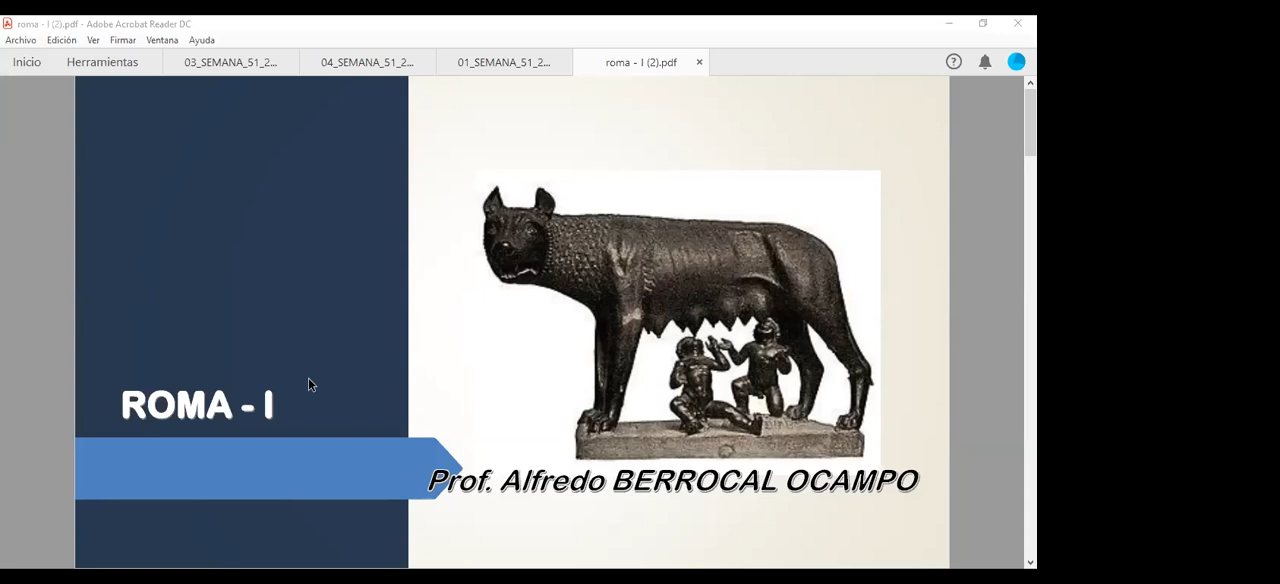 roma - I (2).pdf - Adobe Acrobat Reader DC
Archivo Edición Ver Firmar Ventana Ayuda
Inicio Herramientas 03_SEMANA_51_2... 04_SEMANA_51_2... 01_SEMANA_51_2... roma - I (2).pdf
ROMA - I
Prof. Alfredo BERROCAL OCAMPO